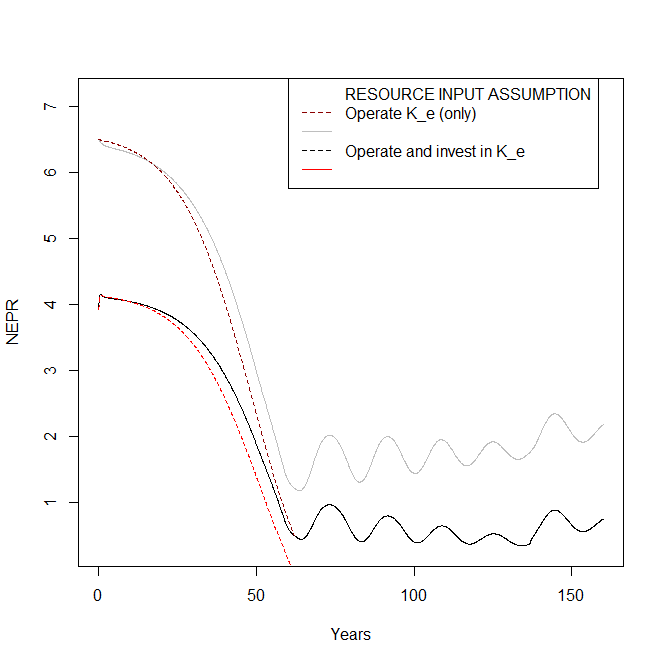 RESOURCE INPUT ASSUMPTION
Operate K_e (only)
Operate and invest in K_e
7
6
5
4
3
2
1
NEPR
0 50 100 150
Years